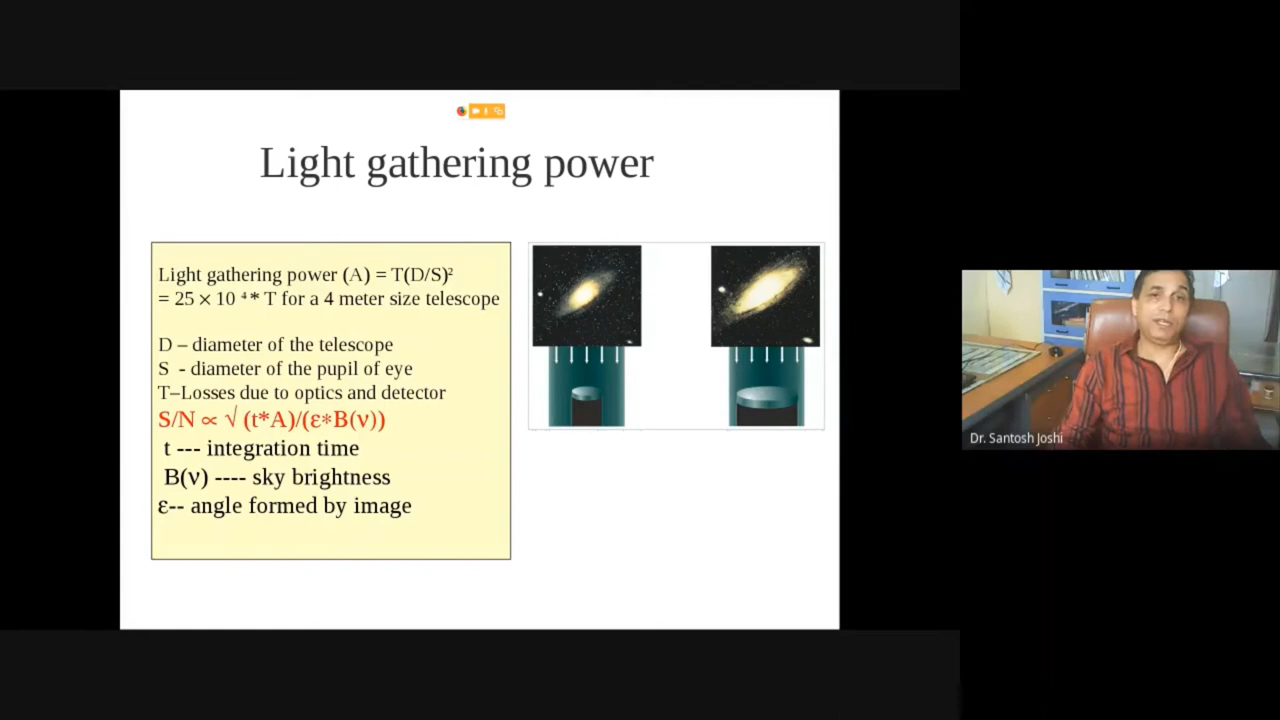 Light gathering power
Light gathering power (A) = T(D/S)²
= 25 × 10 ⁴* T for a 4 meter size telescope
D – diameter of the telescope
S - diameter of the pupil of eye
T–Losses due to optics and detector
S/N ∝ √ (t*A)/(ε*B(ν))
t --- integration time
B(ν) ---- sky brightness
ε-- angle formed by image
Dr. Santosh Joshi